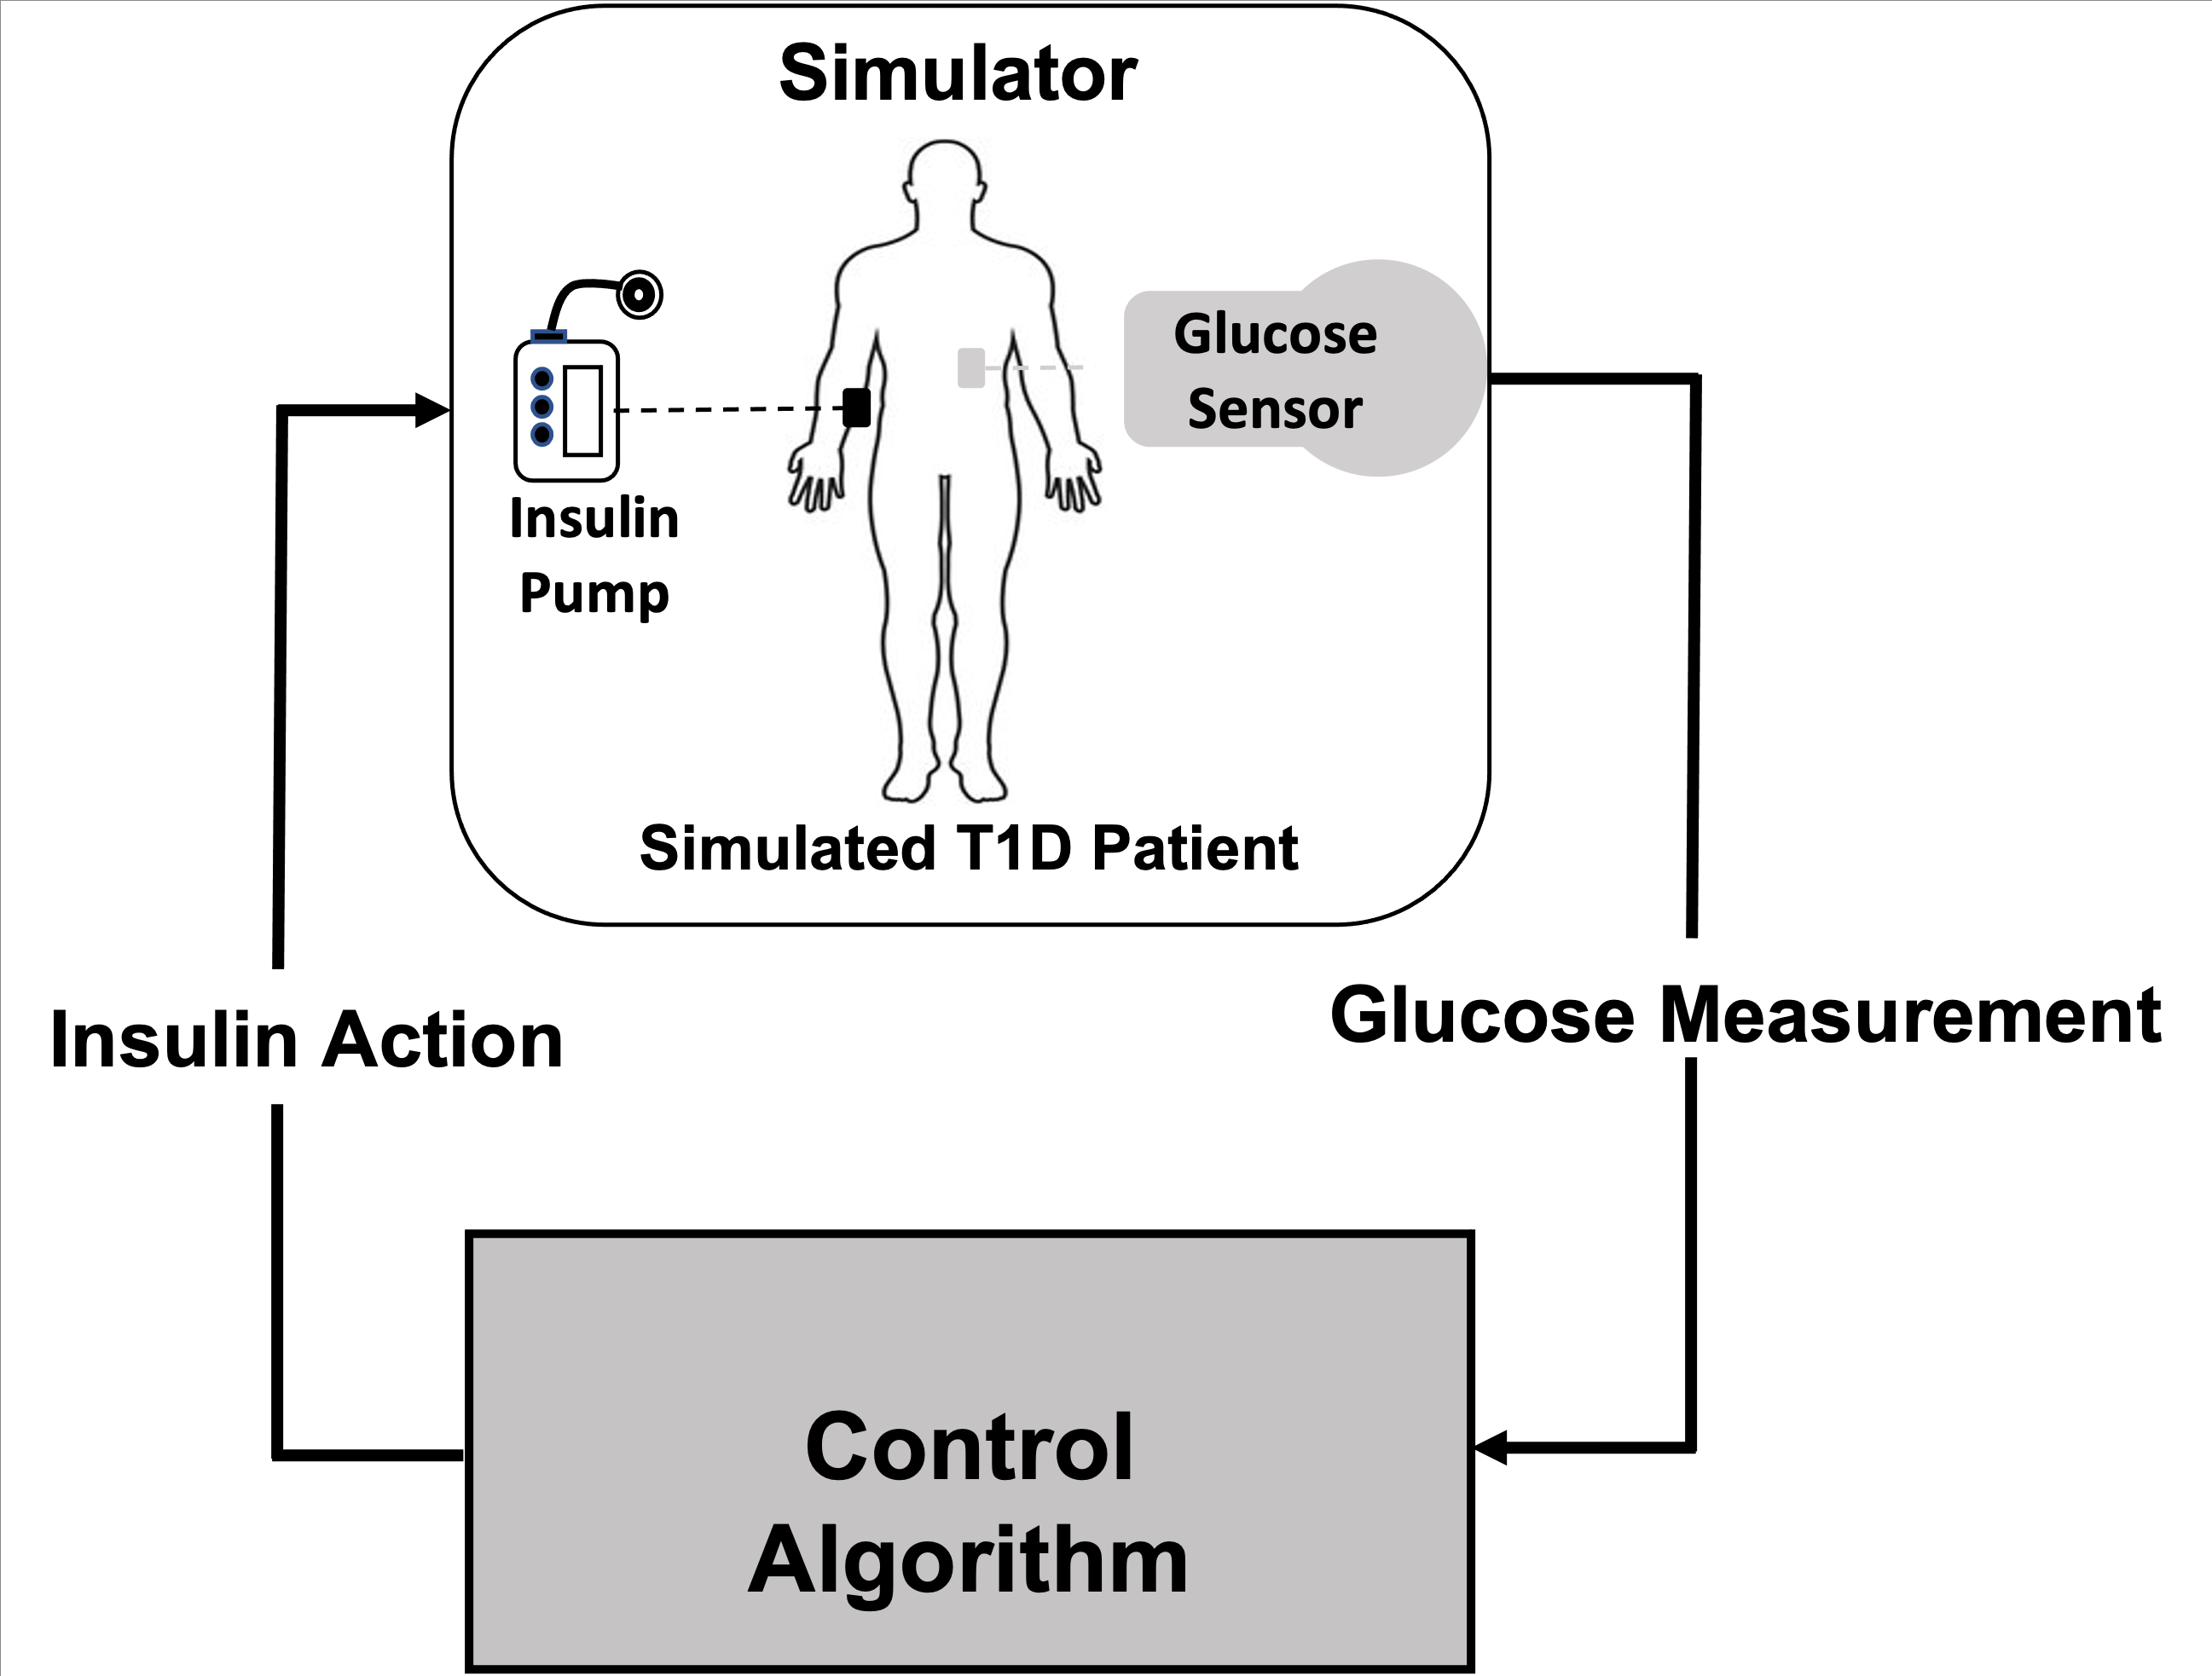 Simulator
Glucose
Sensor
Insulin
Pump
Simulated T1D Patient
Insulin Action
Glucose Measurement
Control
Algorithm